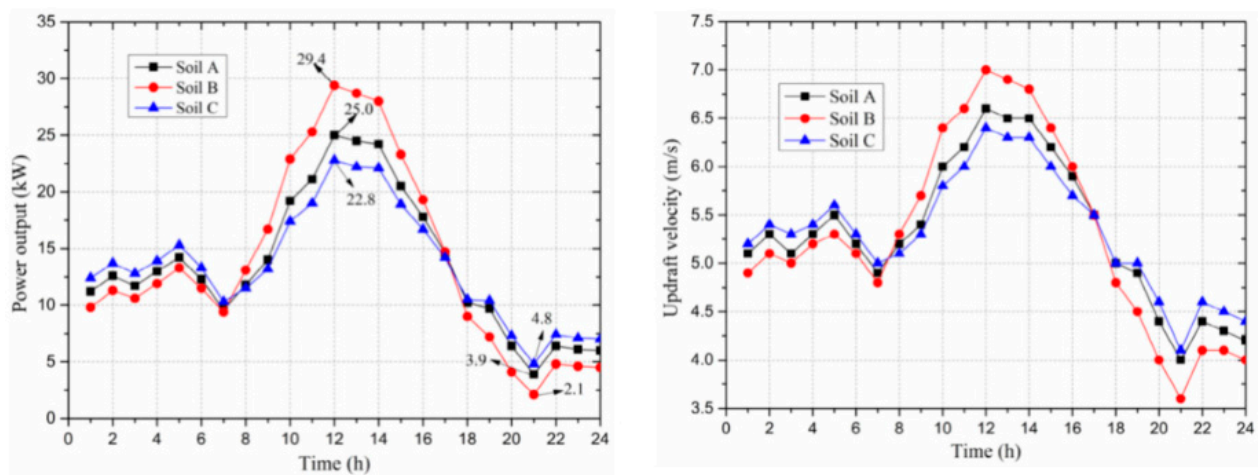 Power output (kW)
35
30
25
20
15
10
5
0
Soil A
Soil B
Soil C
29.4
25.0
22.8
4.8
3.9
2.1
0 2 4 6 8 10 12 14 16 18 20 22 24
Time (h)
Updraft velocity (m/s)
7.5
7.0
6.5
6.0
5.5
5.0
4.5
4.0
3.5
Soil A
Soil B
Soil C
0 2 4 6 8 10 12 14 16 18 20 22 24
Time (h)